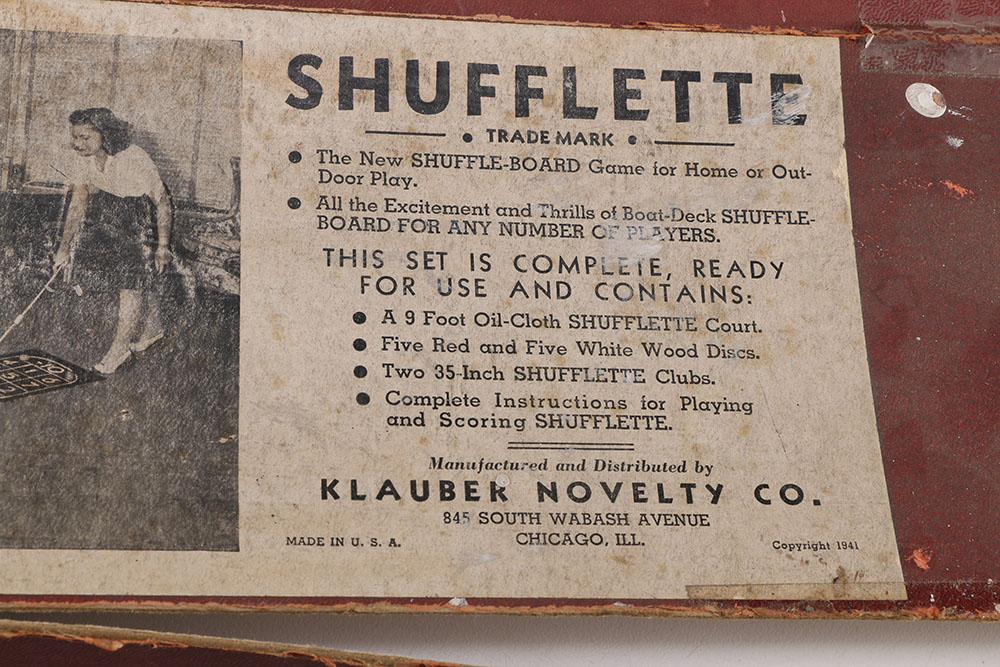 SHUFFLETTE
• TRADE MARK •
• The New SHUFFLE-BOARD Game for Home or Out-
Door Play.
• All the Excitement and Thrills of Boat-Deck SHUFFLE-
BOARD FOR ANY NUMBER OF PLAYERS.
THIS SET IS COMPLETE, READY
FOR USE AND CONTAINS:
• A 9 Foot Oil-Cloth SHUFFLETTE Court.
• Five Red and Five White Wood Discs.
• Two 35-Inch SHUFFLETTE Clubs.
• Complete Instructions for Playing
and Scoring SHUFFLETTE.
Manufactured and Distributed by
KLAUBER NOVELTY CO.
845 SOUTH WABASH AVENUE
CHICAGO, ILL.
MADE IN U. S. A.
Copyright 1941